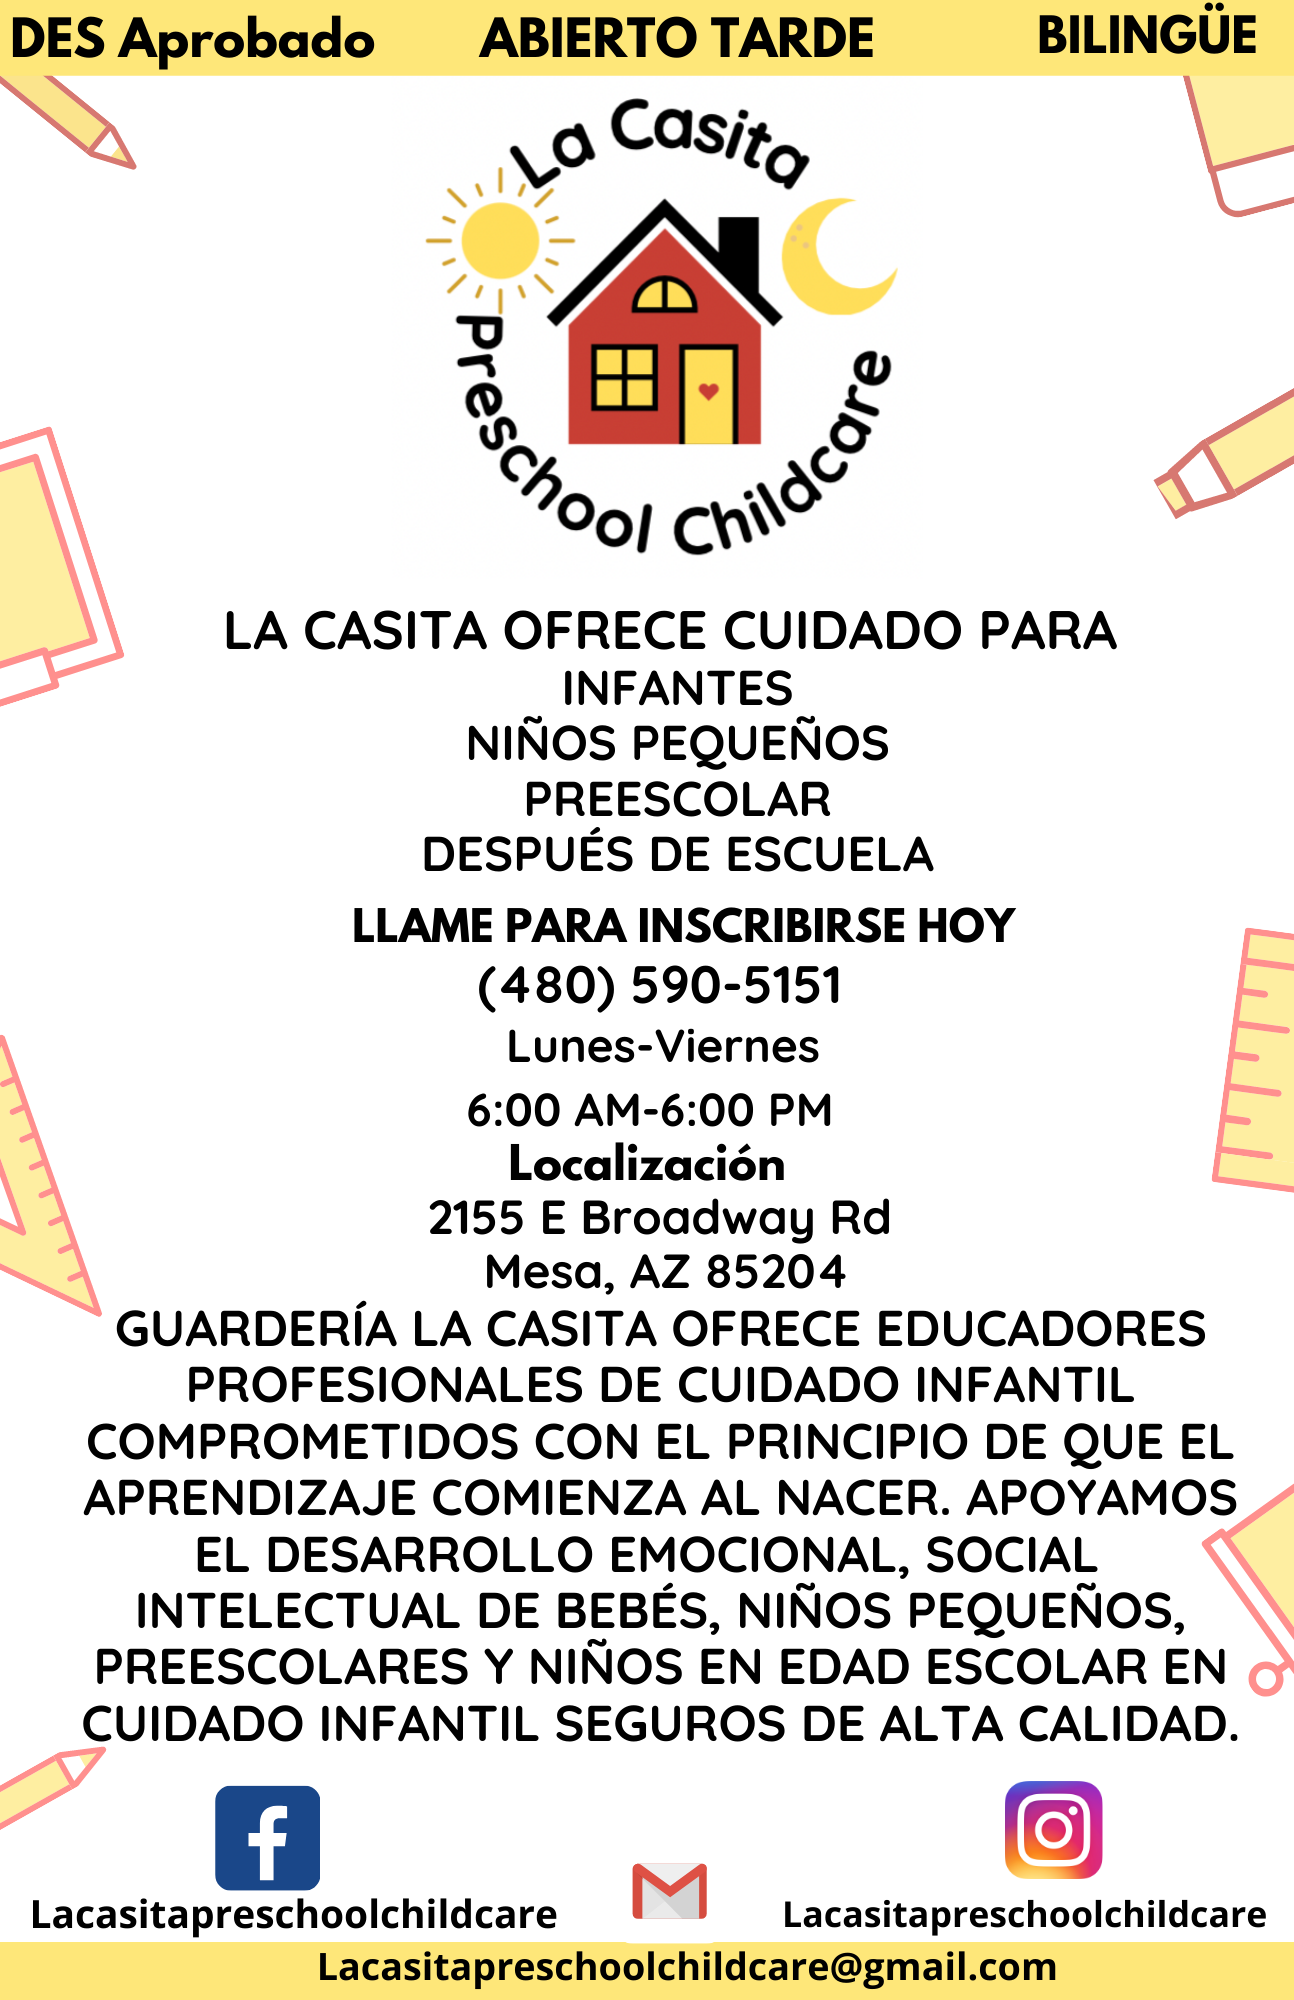 DES Aprobado ABIERTO TARDE BILINGÜE
La Casita
Preschool Childcare
LA CASITA OFRECE CUIDADO PARA
INFANTES
NIÑOS PEQUEÑOS
PREESCOLAR
DESPUÉS DE ESCUELA
LLAME PARA INSCRIBIRSE HOY
(480) 590-5151
Lunes-Viernes
6:00 AM-6:00 PM
Localización
2155 E Broadway Rd
Mesa, AZ 85204
GUARDERÍA LA CASITA OFRECE EDUCADORES
PROFESIONALES DE CUIDADO INFANTIL
COMPROMETIDOS CON EL PRINCIPIO DE QUE EL
APRENDIZAJE COMIENZA AL NACER. APOYAMOS
EL DESARROLLO EMOCIONAL, SOCIAL
INTELECTUAL DE BEBÉS, NIÑOS PEQUEÑOS,
PREESCOLARES Y NIÑOS EN EDAD ESCOLAR EN
CUIDADO INFANTIL SEGUROS DE ALTA CALIDAD.
Lacasitapreschoolchildcare
Lacasitapreschoolchildcare
Lacasitapreschoolchildcare@gmail.com